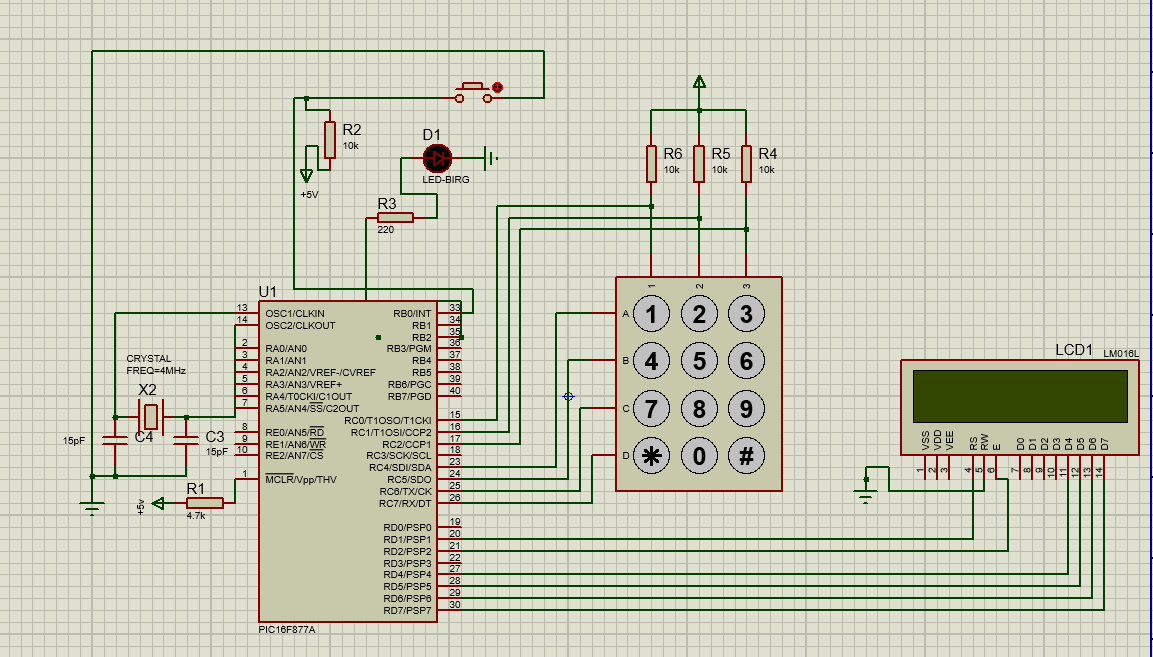 R2
10k
+5V
D1
LED-BIRG
R3
220
R6
10k
R5
10k
R4
10k
U1
13
OSC1/CLKIN
14
OSC2/CLKOUT
2
RA0/AN0
3
RA1/AN1
4
RA2/AN2/VREF-/CVREF
5
RA3/AN3/VREF+
6
RA4/T0CKI/C1OUT
7
RA5/AN4/SS/C2OUT
8
RE0/AN5/RD
9
RE1/AN6/WR
10
RE2/AN7/CS
1
MCLR/Vpp/THV
RB0/INT
33
RB1
34
RB2
35
RB3/PGM
36
RB4
37
RB5
38
RB6/PGC
39
RB7/PGD
40
RC0/T1OSO/T1CKI
15
RC1/T1OSI/CCP2
16
RC2/CCP1
17
RC3/SCK/SCL
18
RC4/SDI/SDA
23
RC5/SDO
24
RC6/TX/CK
25
RC7/RX/DT
26
RD0/PSP0
19
RD1/PSP1
20
RD2/PSP2
21
RD3/PSP3
22
RD4/PSP4
27
RD5/PSP5
28
RD6/PSP6
29
RD7/PSP7
30
PIC16F877A
CRYSTAL
FREQ=4MHz
X2
15pF
C4
C3
15pF
R1
4.7k
+5v
1 2 3
A 1 2 3
B 4 5 6
C 7 8 9
D * 0 #
LCD1
LM016L
VSS VDD VEE RS RW E D0 D1 D2 D3 D4 D5 D6 D7
1 2 3 4 5 6 7 8 9 10 11 12 13 14